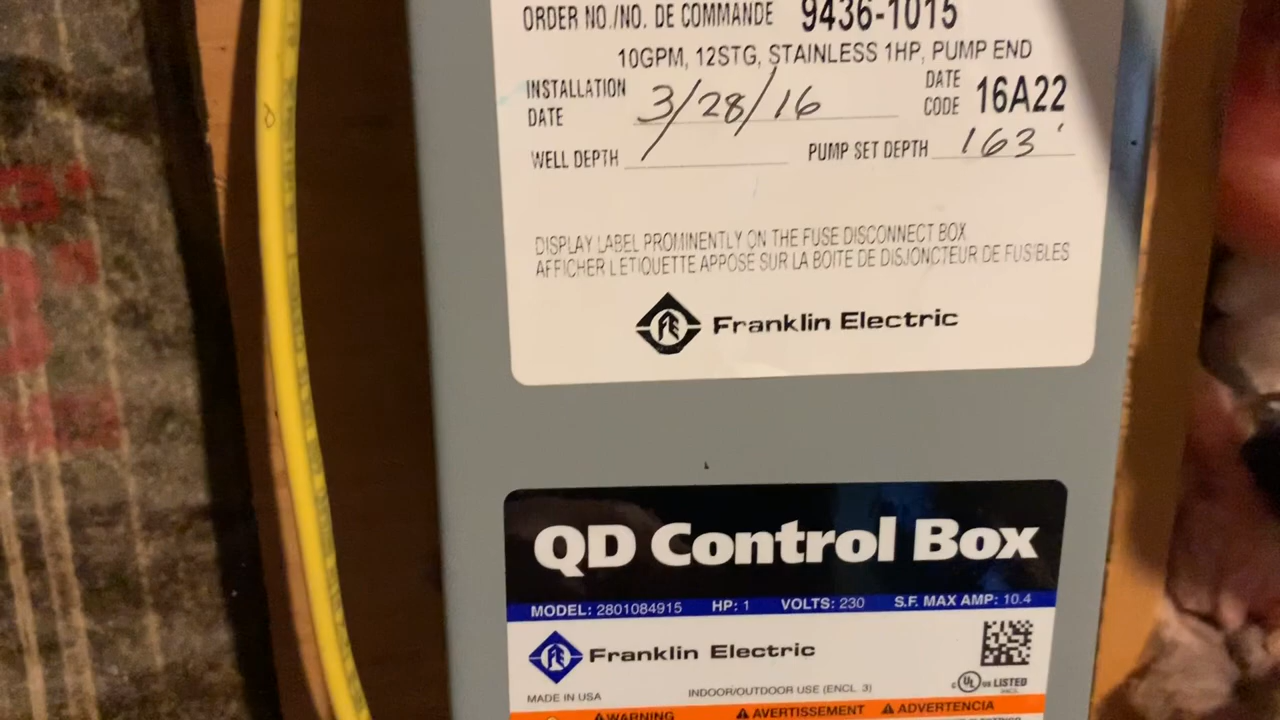 ORDER NO./NO. DE COMMANDE 9436-1015
10GPM, 12STG, STAINLESS 1HP, PUMP END
INSTALLATION DATE 3/28/16 DATE CODE 16A22
WELL DEPTH PUMP SET DEPTH 163'
DISPLAY LABEL PROMINENTLY ON THE FUSE DISCONNECT BOX
AFFICHER L'ETIQUETTE APPOSE SUR LA BOITE DE DISJONCTEUR DE FUSIBLES
FE Franklin Electric
QD Control Box
MODEL: 2801084915 HP: 1 VOLTS: 230 S.F. MAX AMP: 10.4
FE Franklin Electric
MADE IN USA INDOOR/OUTDOOR USE (ENCL. 3) C UL US LISTED
WARNING AVERTISSEMENT ADVERTENCIA